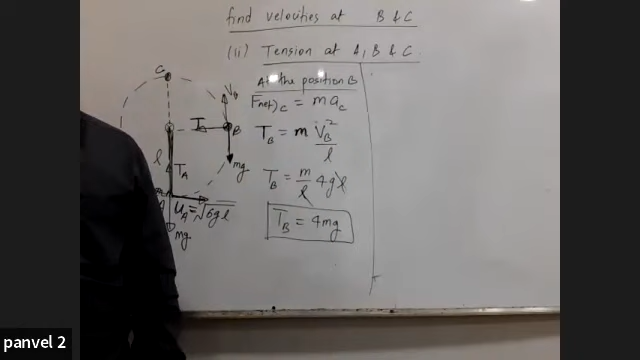 find velocities at B & C
(ii) Tension at A, B & C.
At the position B
Fnet)c = m ac
TB = m VB²/l
TB = m/l 4gl
TB = 4mg
C
VB
T
B
mg
l
TA
A
UA = √6gl
mg
panvel 2